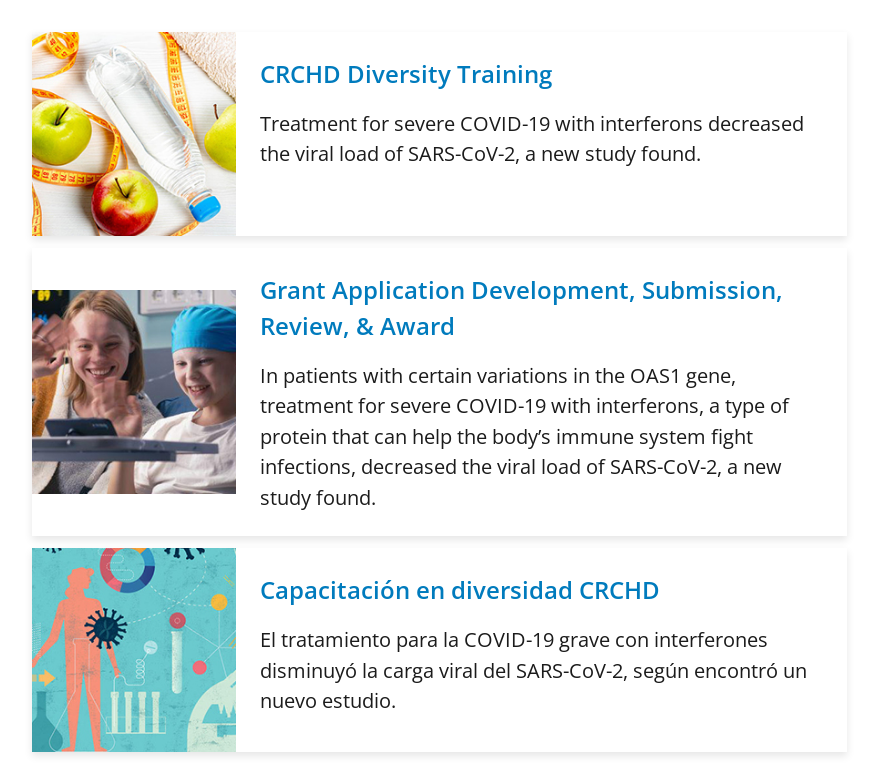 CRCHD Diversity Training
Treatment for severe COVID-19 with interferons decreased
the viral load of SARS-CoV-2, a new study found.
Grant Application Development, Submission,
Review, & Award
In patients with certain variations in the OAS1 gene,
treatment for severe COVID-19 with interferons, a type of
protein that can help the body’s immune system fight
infections, decreased the viral load of SARS-CoV-2, a new
study found.
Capacitación en diversidad CRCHD
El tratamiento para la COVID-19 grave con interferones
disminuyó la carga viral del SARS-CoV-2, según encontró un
nuevo estudio.